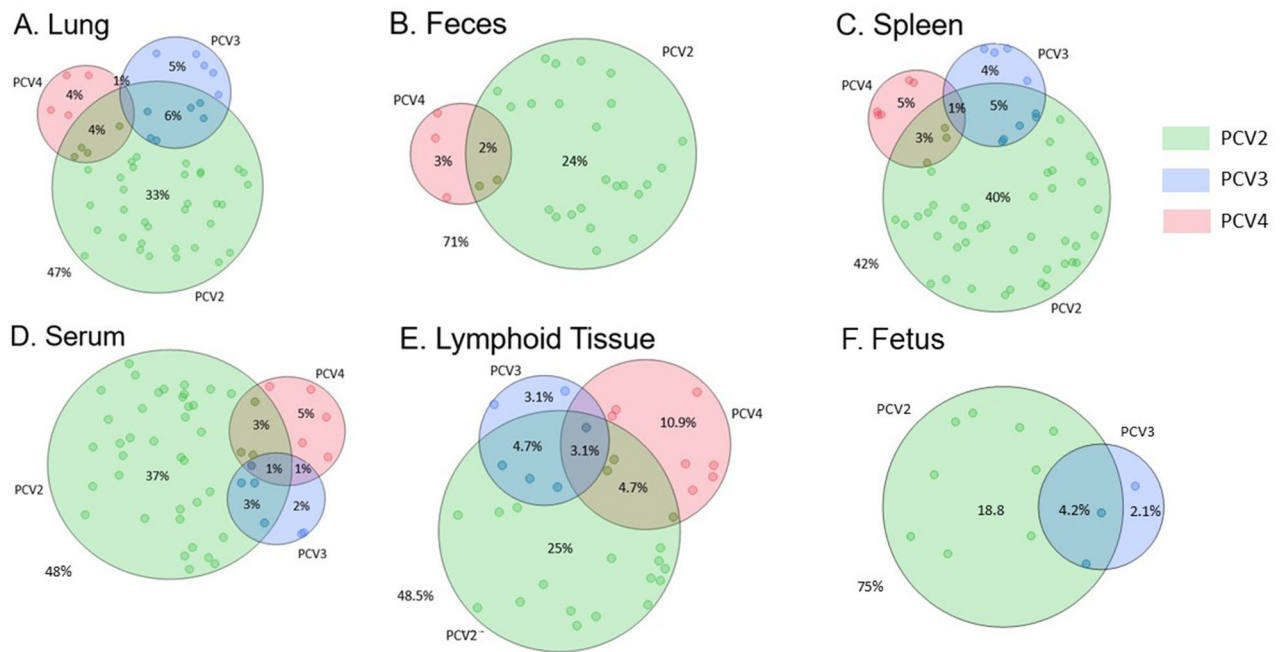 A. Lung
PCV3
5%
PCV4
1%
4%
6%
4%
33%
47%
PCV2
B. Feces
PCV2
PCV4
2%
3%
24%
71%
C. Spleen
PCV3
4%
PCV4
5%
1%
5%
3%
40%
42%
PCV2
PCV2
PCV3
PCV4
D. Serum
PCV4
5%
3%
1%
1%
37%
PCV2
3%
2%
PCV3
48%
E. Lymphoid Tissue
PCV3
3.1%
PCV4
10.9%
4.7%
3.1%
4.7%
25%
48.5%
PCV2
F. Fetus
PCV2
PCV3
18.8
4.2%
2.1%
75%